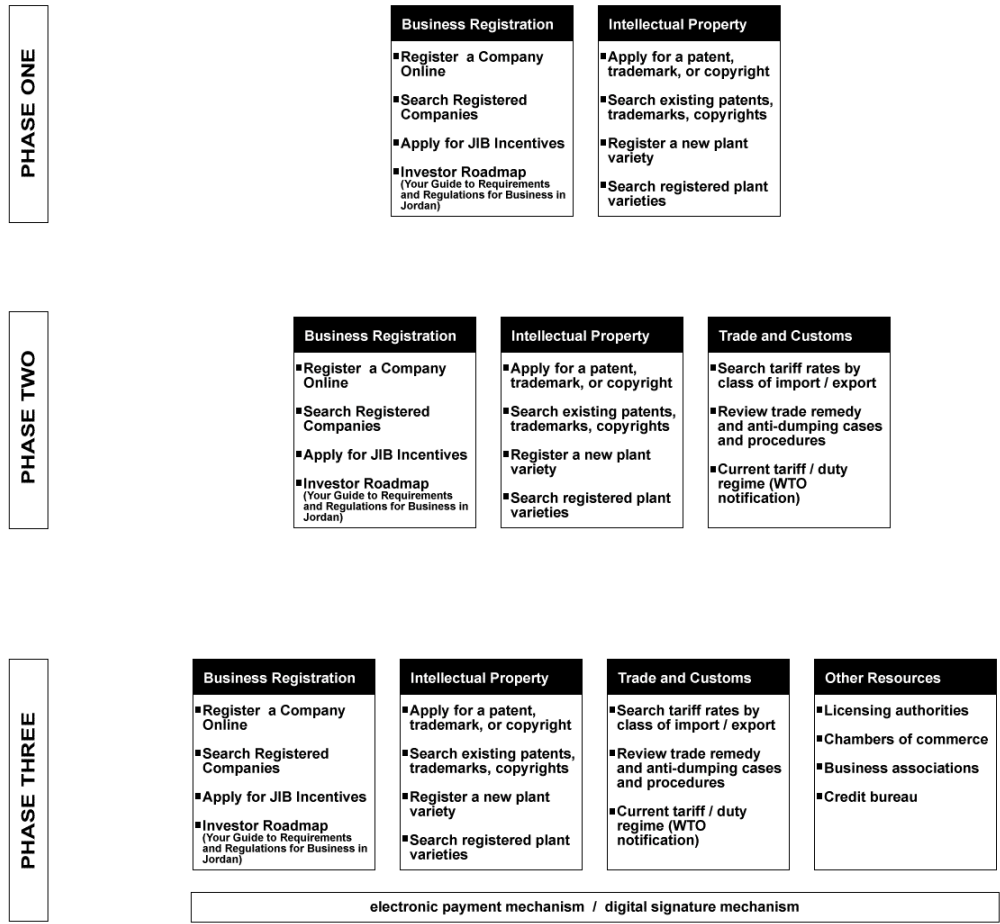 PHASE ONE
Business Registration
▪Register a Company
Online
▪Search Registered
Companies
▪Apply for JIB Incentives
▪Investor Roadmap
(Your Guide to Requirements
and Regulations for Business in
Jordan)
Intellectual Property
▪Apply for a patent,
trademark, or copyright
▪Search existing patents,
trademarks, copyrights
▪Register a new plant
variety
▪Search registered plant
varieties
PHASE TWO
Business Registration
▪Register a Company
Online
▪Search Registered
Companies
▪Apply for JIB Incentives
▪Investor Roadmap
(Your Guide to Requirements
and Regulations for Business in
Jordan)
Intellectual Property
▪Apply for a patent,
trademark, or copyright
▪Search existing patents,
trademarks, copyrights
▪Register a new plant
variety
▪Search registered plant
varieties
Trade and Customs
▪Search tariff rates by
class of import / export
▪Review trade remedy
and anti-dumping cases
and procedures
▪Current tariff / duty
regime (WTO
notification)
PHASE THREE
Business Registration
▪Register a Company
Online
▪Search Registered
Companies
▪Apply for JIB Incentives
▪Investor Roadmap
(Your Guide to Requirements
and Regulations for Business in
Jordan)
Intellectual Property
▪Apply for a patent,
trademark, or copyright
▪Search existing patents,
trademarks, copyrights
▪Register a new plant
variety
▪Search registered plant
varieties
Trade and Customs
▪Search tariff rates by
class of import / export
▪Review trade remedy
and anti-dumping cases
and procedures
▪Current tariff / duty
regime (WTO
notification)
Other Resources
▪Licensing authorities
▪Chambers of commerce
▪Business associations
▪Credit bureau
electronic payment mechanism / digital signature mechanism